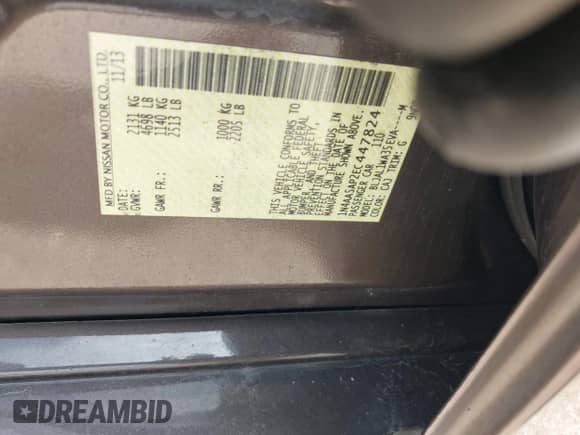 MFD BY NISSAN MOTOR CO., LTD.
11/13
GVWR: 2131 KG
4698 LB
GAWR FR: 1140 KG
2513 LB
GAWR RR: 1000 KG
2205 LB
THIS VEHICLE CONFORMS TO
ALL APPLICABLE FEDERAL
MOTOR VEHICLE SAFETY,
BUMPER, AND THEFT
PREVENTION STANDARDS IN
EFFECT ON THE DATE OF
MANUFACTURE SHOWN ABOVE.
1N4AA5AP2EC447824
PASSENGER CAR 110
COLOR: CAJ TRIM: G
DREAMBID